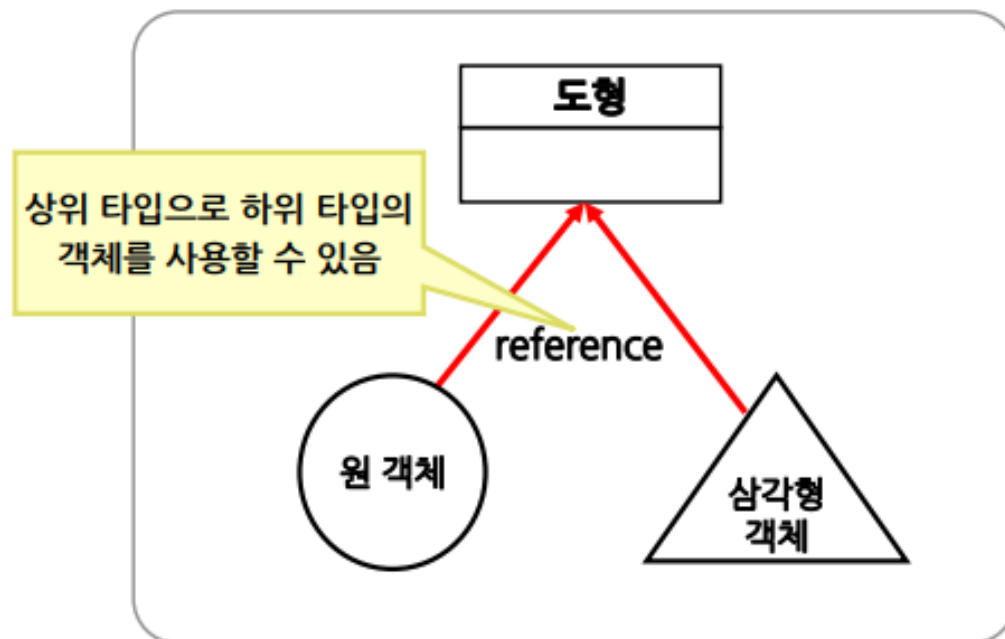 도형
상위 타입으로 하위 타입의
객체를 사용할 수 있음
reference
원 객체
삼각형
객체